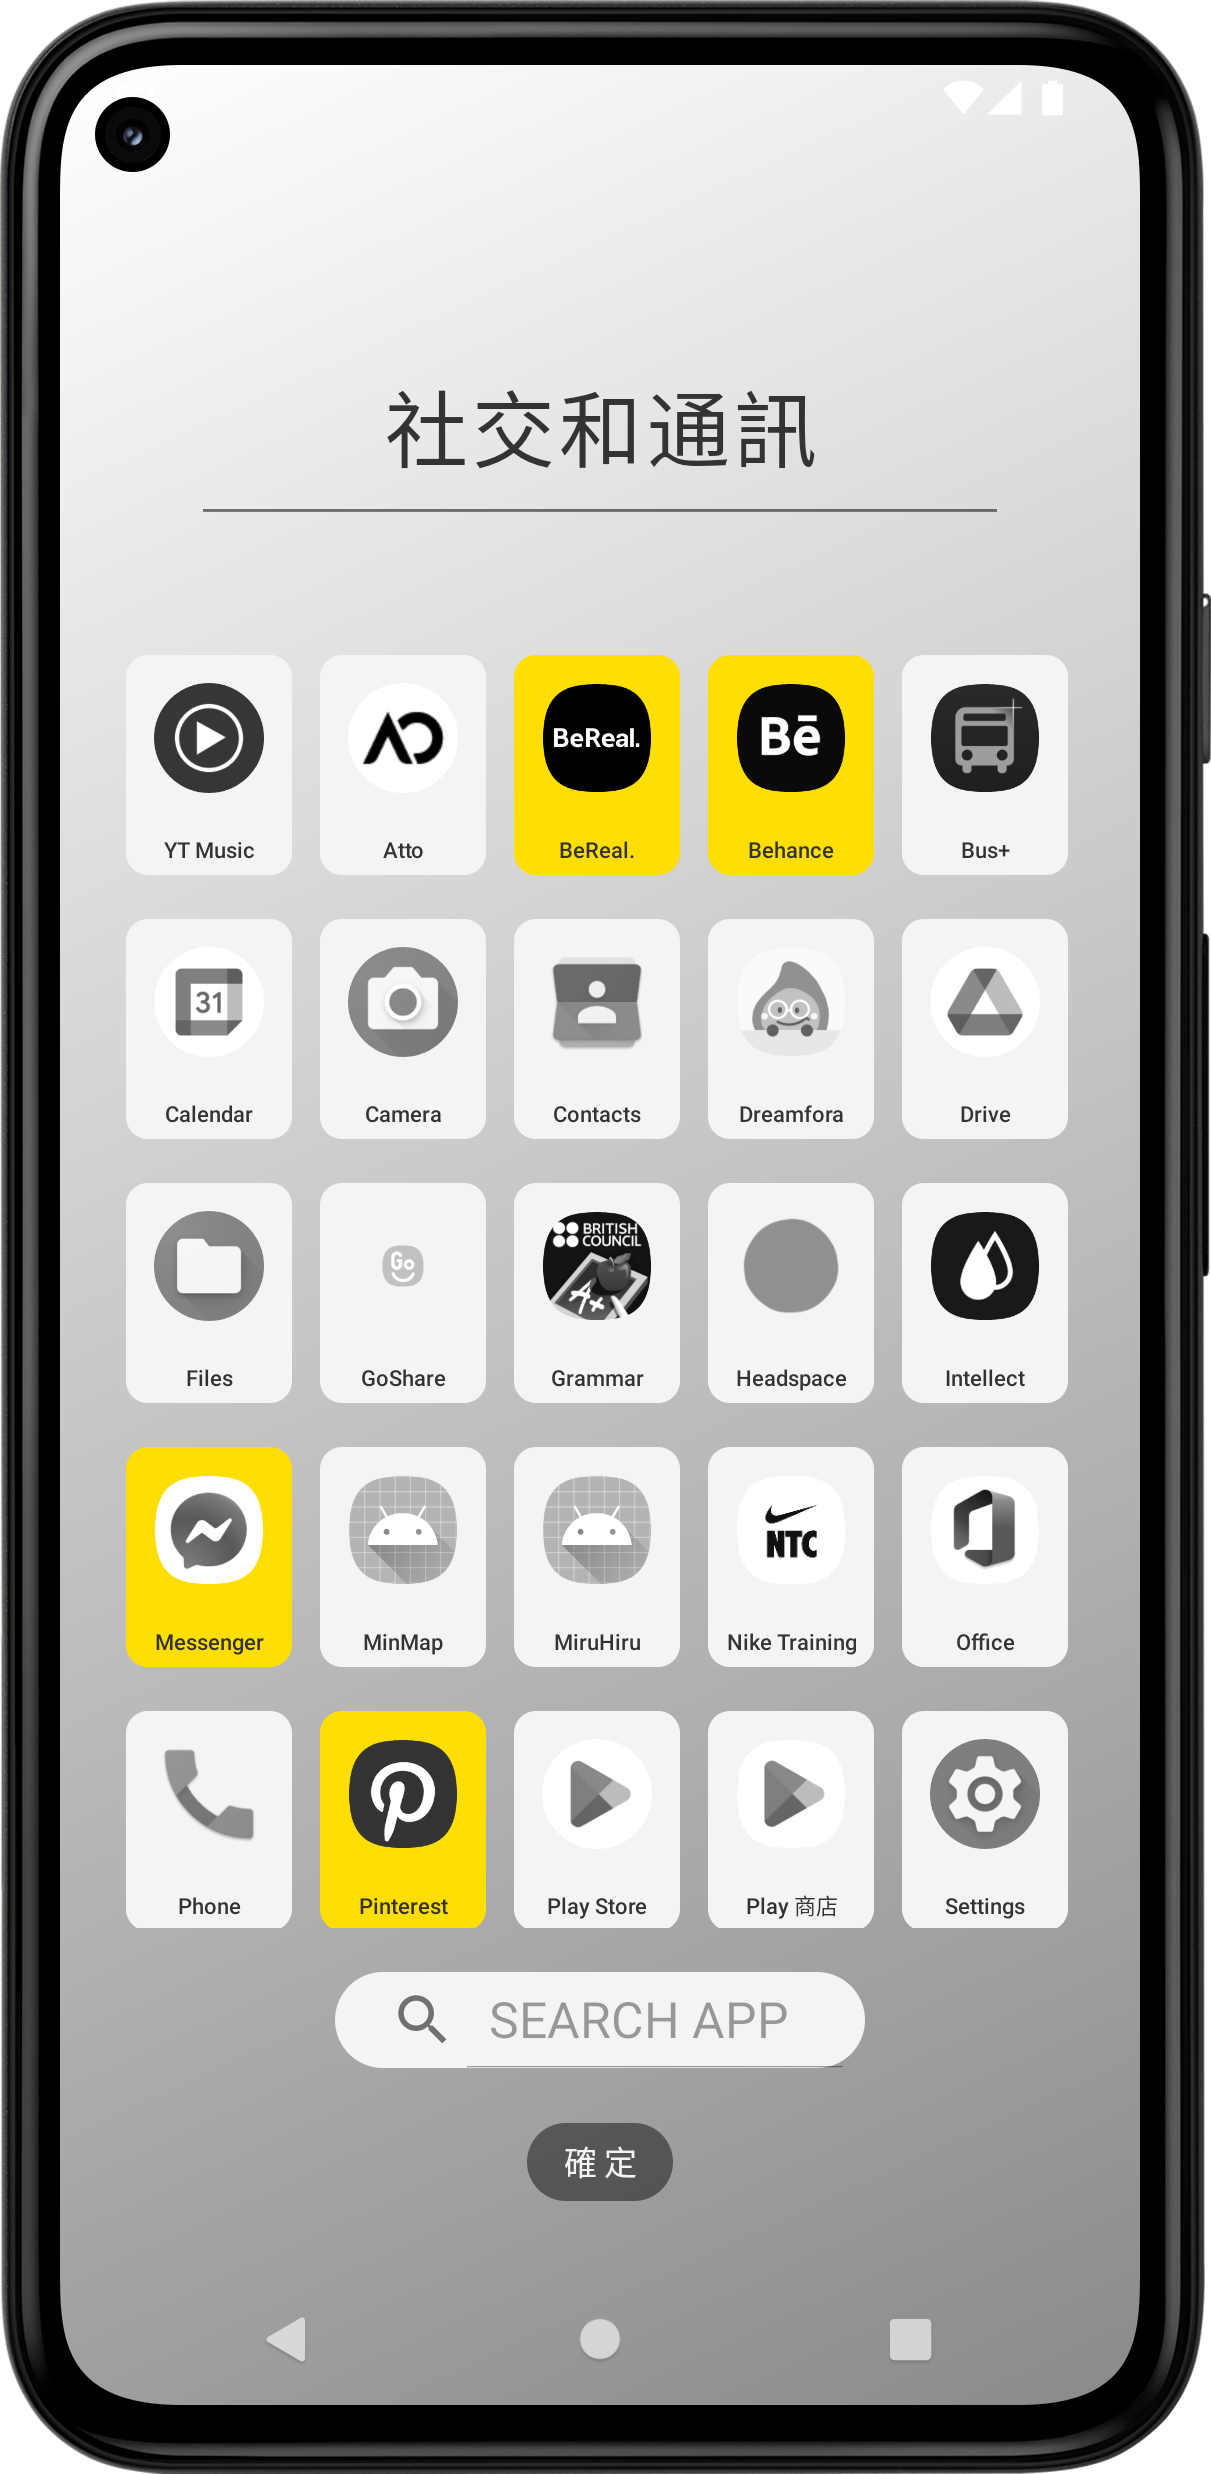 社交和通訊
BeReal.
Bē
YT Music
Atto
BeReal.
Behance
Bus+
31
Calendar
Camera
Contacts
Dreamfora
Drive
Go
BRITISH
COUNCIL
A+
Files
GoShare
Grammar
Headspace
Intellect
NTC
Messenger
MinMap
MiruHiru
Nike Training
Office
Phone
Pinterest
Play Store
Play 商店
Settings
SEARCH APP
確定